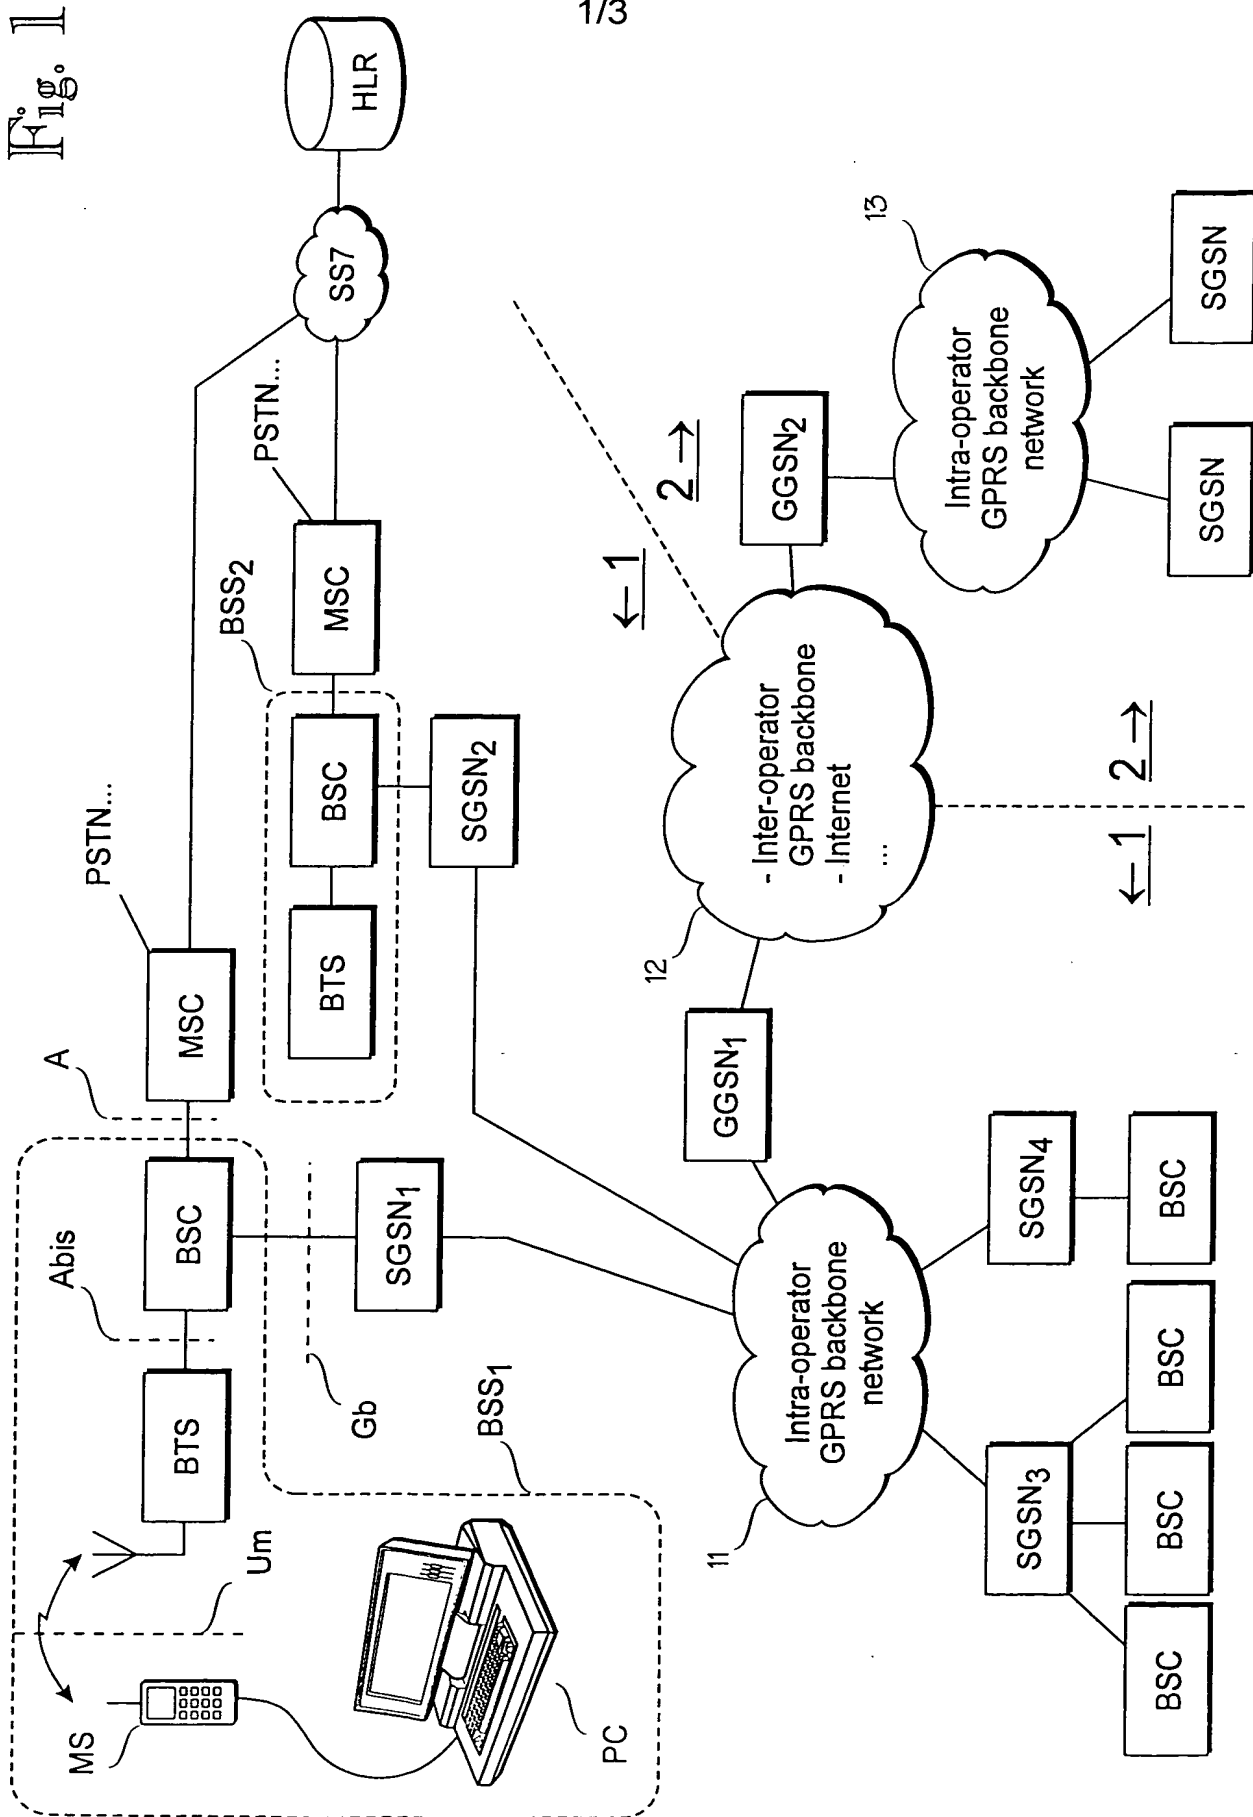 1/3
Fig. 1
MS
Um
BTS
Abis
BSC
A
MSC
PSTN...
PC
BSS1
Gb
SGSN1
BSS2
BTS
BSC
MSC
PSTN...
SS7
HLR
SGSN2
11
Intra-operator
GPRS backbone
network
GGSN1
12
- Inter-operator
GPRS backbone
- Internet
...
←1
2→
←1
2→
GGSN2
13
Intra-operator
GPRS backbone
network
SGSN
SGSN
SGSN3
SGSN4
BSC
BSC
BSC
BSC